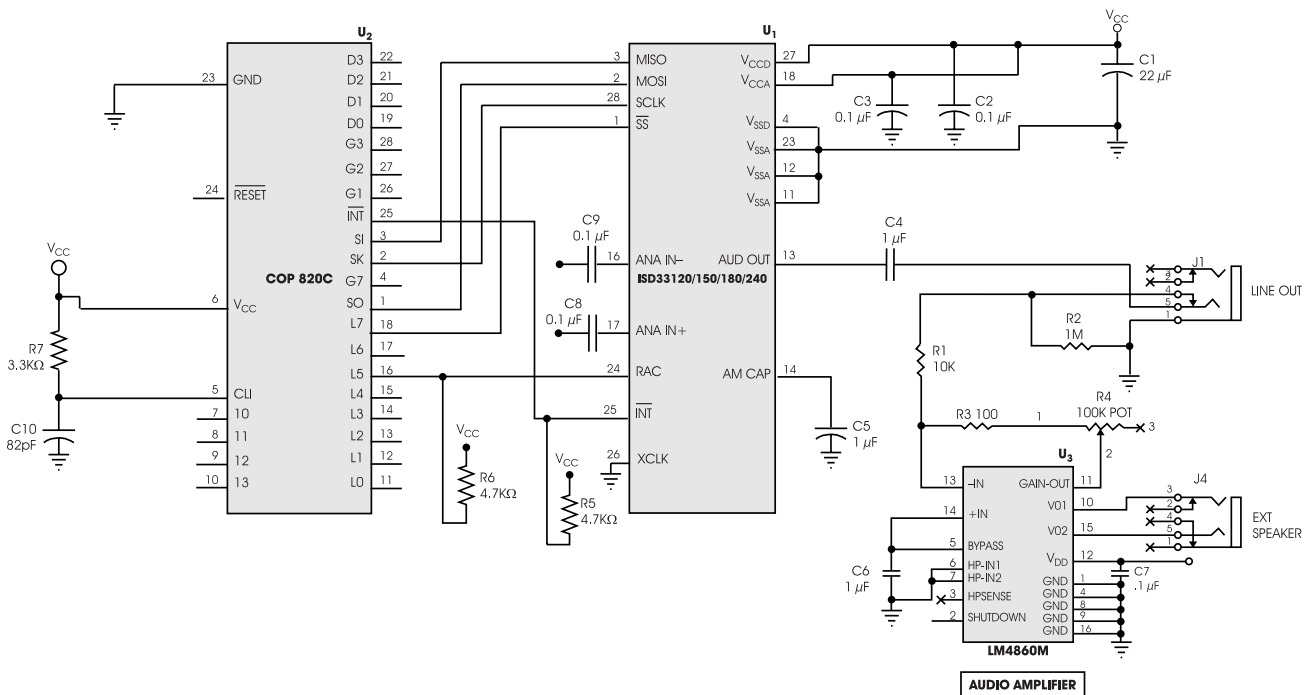 U2
COP 820C
23 GND
24 RESET
VCC
6 VCC
R7
3.3KΩ
5 CLI
C10
82pF
7 10
8 11
9 12
10 13
D3 22
D2 21
D1 20
D0 19
G3 28
G2 27
G1 26
INT 25
SI 3
SK 2
G7 4
SO 1
L7 18
L6 17
L5 16
L4 15
L3 14
L2 13
L1 12
L0 11
VCC
R6
4.7KΩ
VCC
R5
4.7KΩ
C9
0.1 µF
C8
0.1 µF
U1
ISD33120/150/180/240
3 MISO
2 MOSI
28 SCLK
1 SS
16 ANA IN-
17 ANA IN+
24 RAC
25 INT
26 XCLK
VCCD 27
VCCA 18
VSSD 4
VSSA 23
VSSA 12
VSSA 11
AUD OUT 13
AM CAP 14
VCC
C1
22 µF
C3
0.1 µF
C2
0.1 µF
C4
1 µF
C5
1 µF
J1
2
4
5
1
LINE OUT
R2
1M
R1
10K
R3 100
1
R4
100K POT
3
2
U3
13 –IN
14 +IN
5 BYPASS
6 HP-IN1
7 HP-IN2
3 HPSENSE
2 SHUTDOWN
GAIN-OUT 11
V01 10
V02 15
VDD 12
GND 1
GND 4
GND 8
GND 9
GND 16
LM4860M
C6
1 µF
C7
.1 µF
J4
3
2
4
5
1
EXT
SPEAKER
AUDIO AMPLIFIER